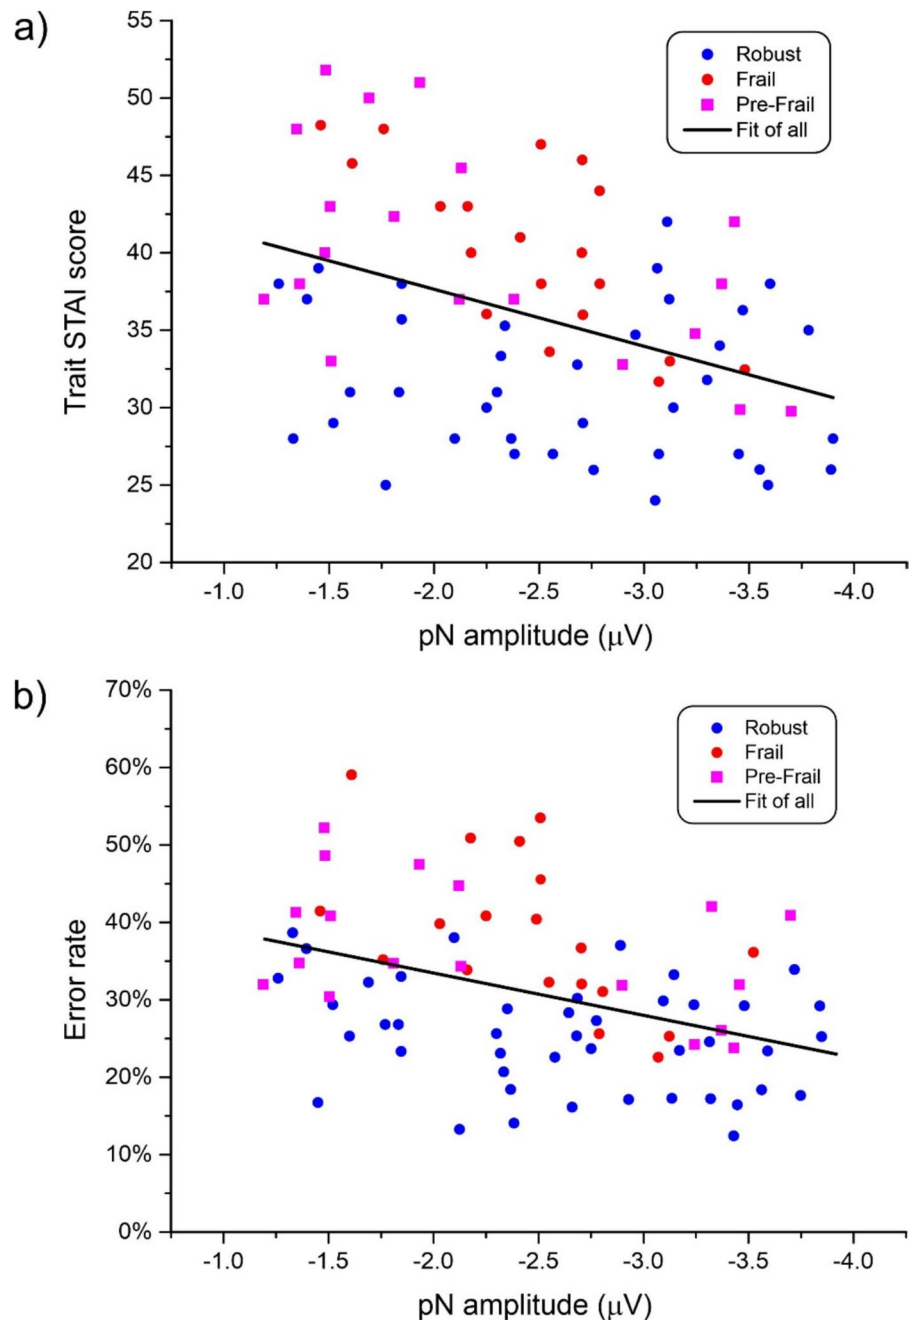 a)
55
50
45
40
35
30
25
20
Trait STAI score
Robust
Frail
Pre-Frail
Fit of all
-1.0 -1.5 -2.0 -2.5 -3.0 -3.5 -4.0
pN amplitude (μV)
b)
70%
60%
50%
40%
30%
20%
10%
0%
Error rate
Robust
Frail
Pre-Frail
Fit of all
-1.0 -1.5 -2.0 -2.5 -3.0 -3.5 -4.0
pN amplitude (μV)